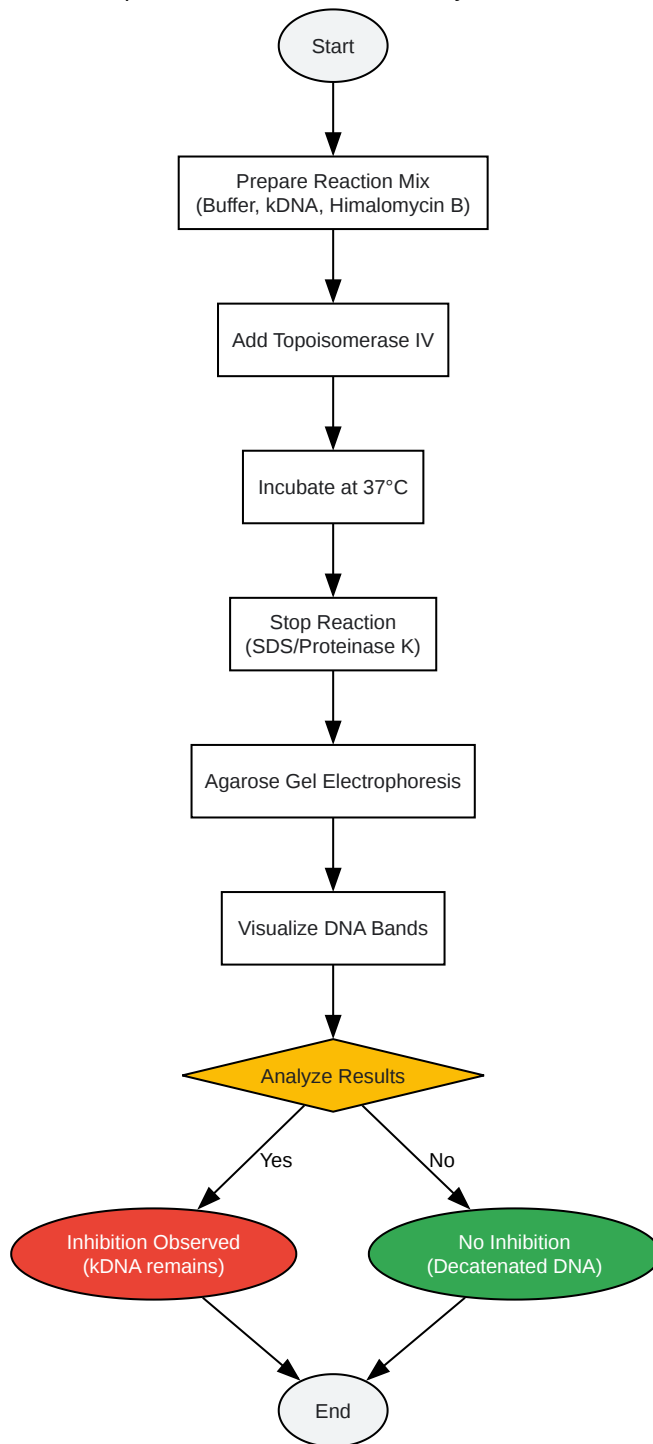 Start
Prepare Reaction Mix
(Buffer, kDNA, Himalomycin B)
Add Topoisomerase IV
Incubate at 37°C
Stop Reaction
(SDS/Proteinase K)
Agarose Gel Electrophoresis
Visualize DNA Bands
Analyze Results
Yes
No
Inhibition Observed
(kDNA remains)
No Inhibition
(Decatenated DNA)
End